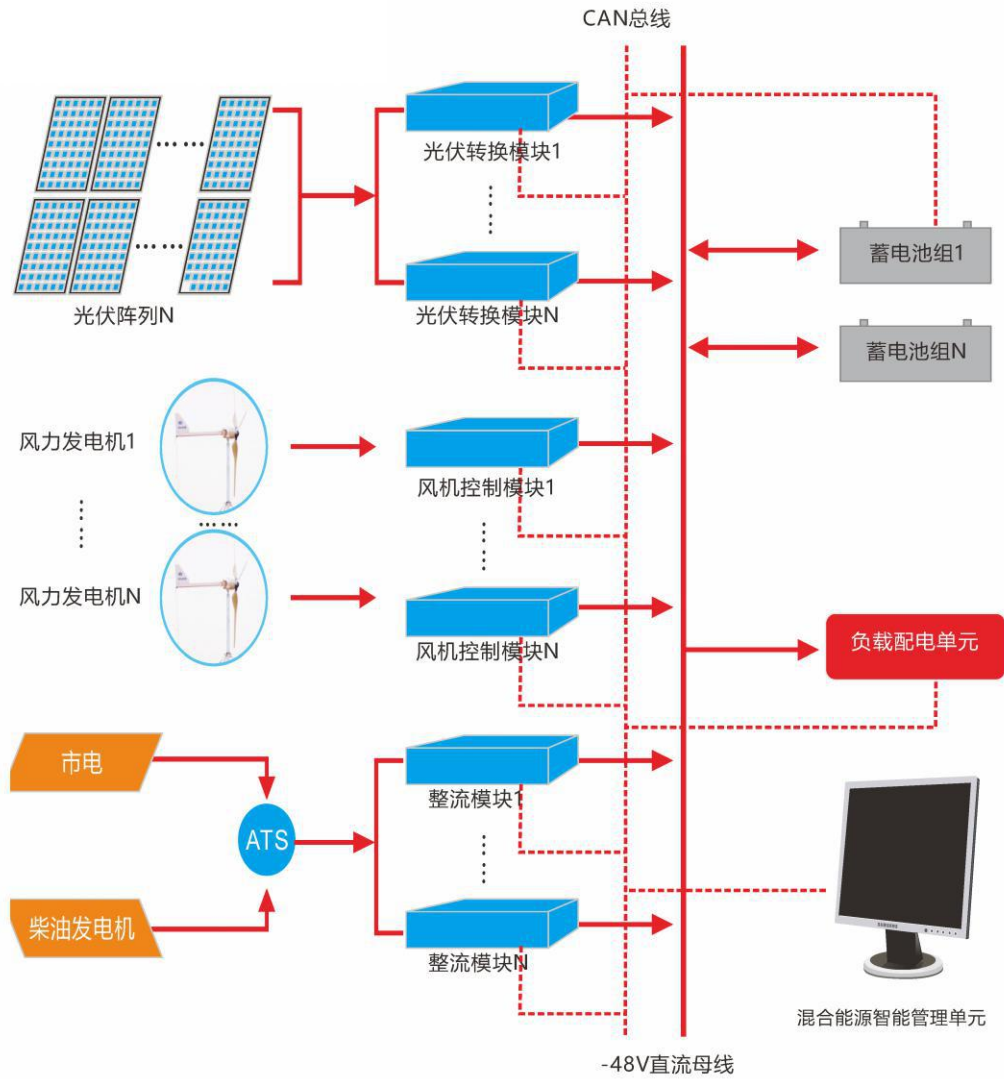 CAN总线
光伏转换模块1
光伏阵列N
光伏转换模块N
蓄电池组1
蓄电池组N
风力发电机1
风机控制模块1
风力发电机N
风机控制模块N
负载配电单元
市电
整流模块1
ATS
柴油发电机
整流模块N
SAMSUNG
混合能源智能管理单元
-48V直流母线